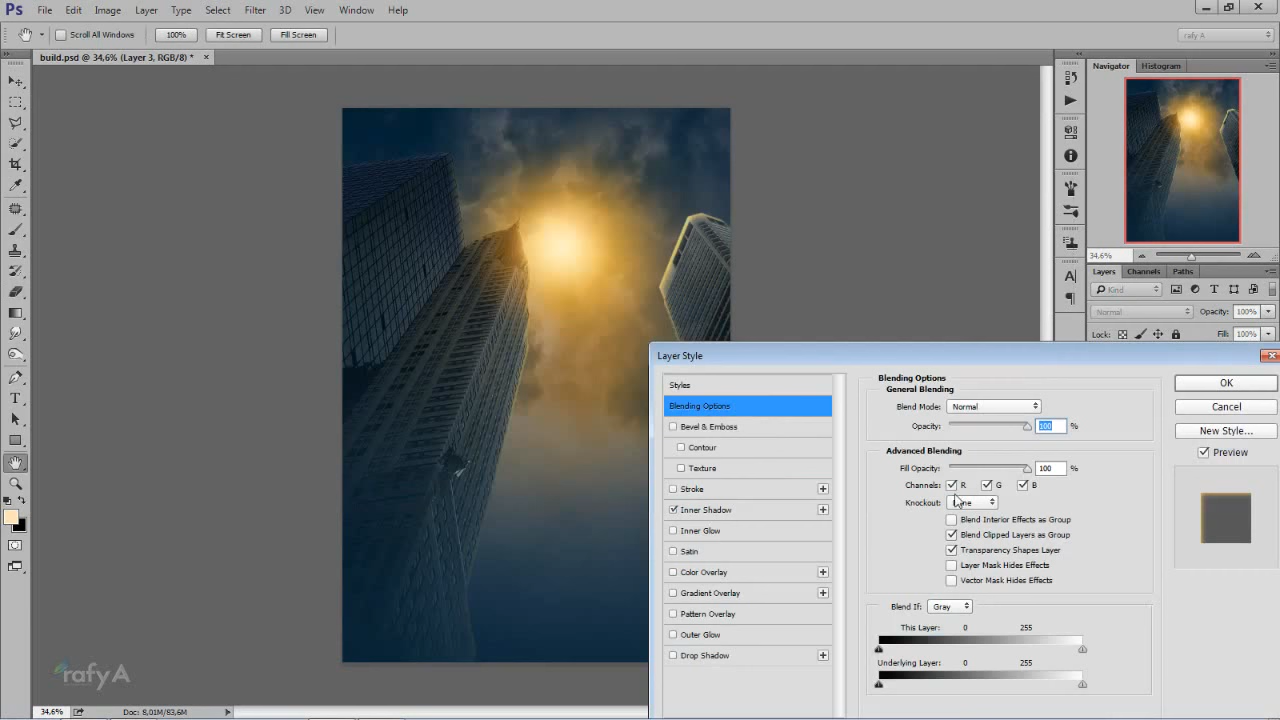 Ps File Edit Image Layer Type Select Filter 3D View Window Help
Scroll All Windows 100% Fit Screen Fill Screen rafy A
build.psd @ 34,6% (Layer 3, RGB/8) * ×
Navigator Histogram
34,6%
Layers Channels Paths
Kind
Normal Opacity: 100%
Lock: Fill: 100%
Layer Style
Styles
Blending Options
Bevel & Emboss
Contour
Texture
Stroke
Inner Shadow
Inner Glow
Satin
Color Overlay
Gradient Overlay
Pattern Overlay
Outer Glow
Drop Shadow
Blending Options
General Blending
Blend Mode: Normal
Opacity: 100 %
Advanced Blending
Fill Opacity: 100 %
Channels: R G B
Knockout:
Blend Interior Effects as Group
Blend Clipped Layers as Group
Transparency Shapes Layer
Layer Mask Hides Effects
Vector Mask Hides Effects
Blend If: Gray
This Layer: 0 255
Underlying Layer: 0 255
OK
Cancel
New Style...
Preview
rafy A
34,6% Doc: 8,01M/83,6M